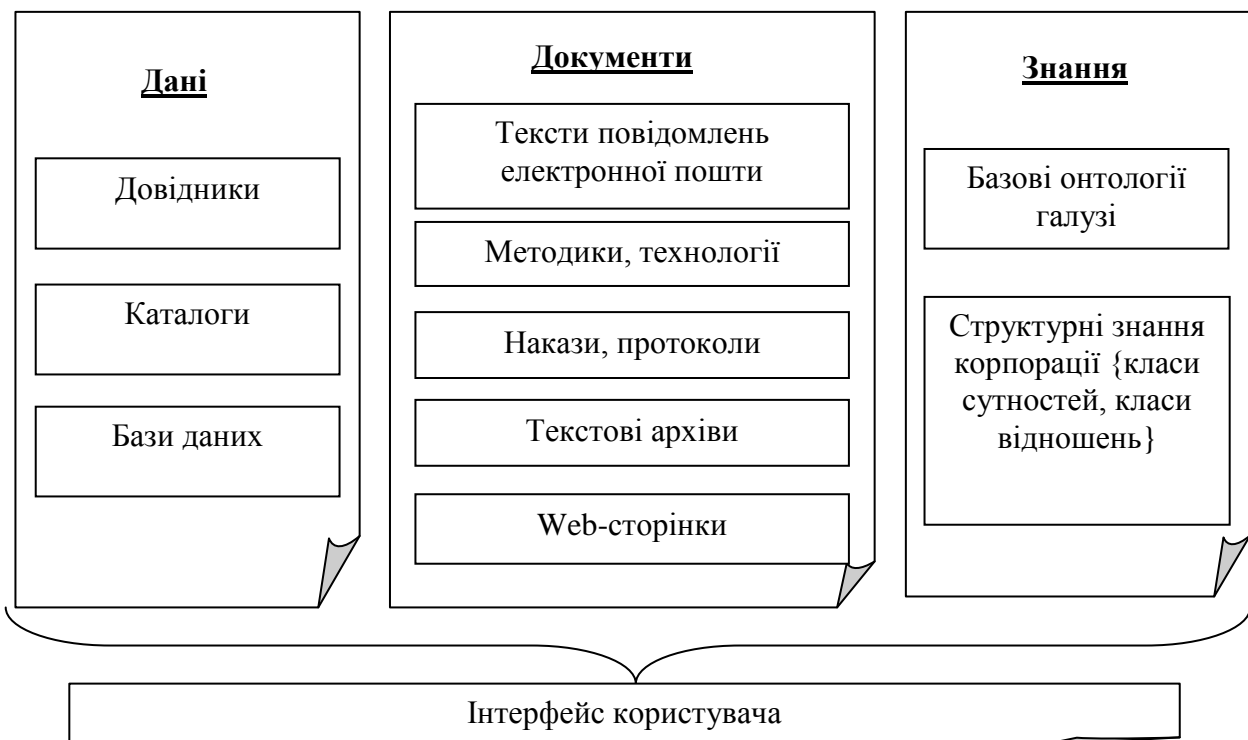 Дані
Довідники
Каталоги
Бази даних
Документи
Тексти повідомлень
електронної пошти
Методики, технології
Накази, протоколи
Текстові архіви
Web-сторінки
Знання
Базові онтології
галузі
Структурні знання
корпорації {класи
сутностей, класи
відношень}
Інтерфейс користувача